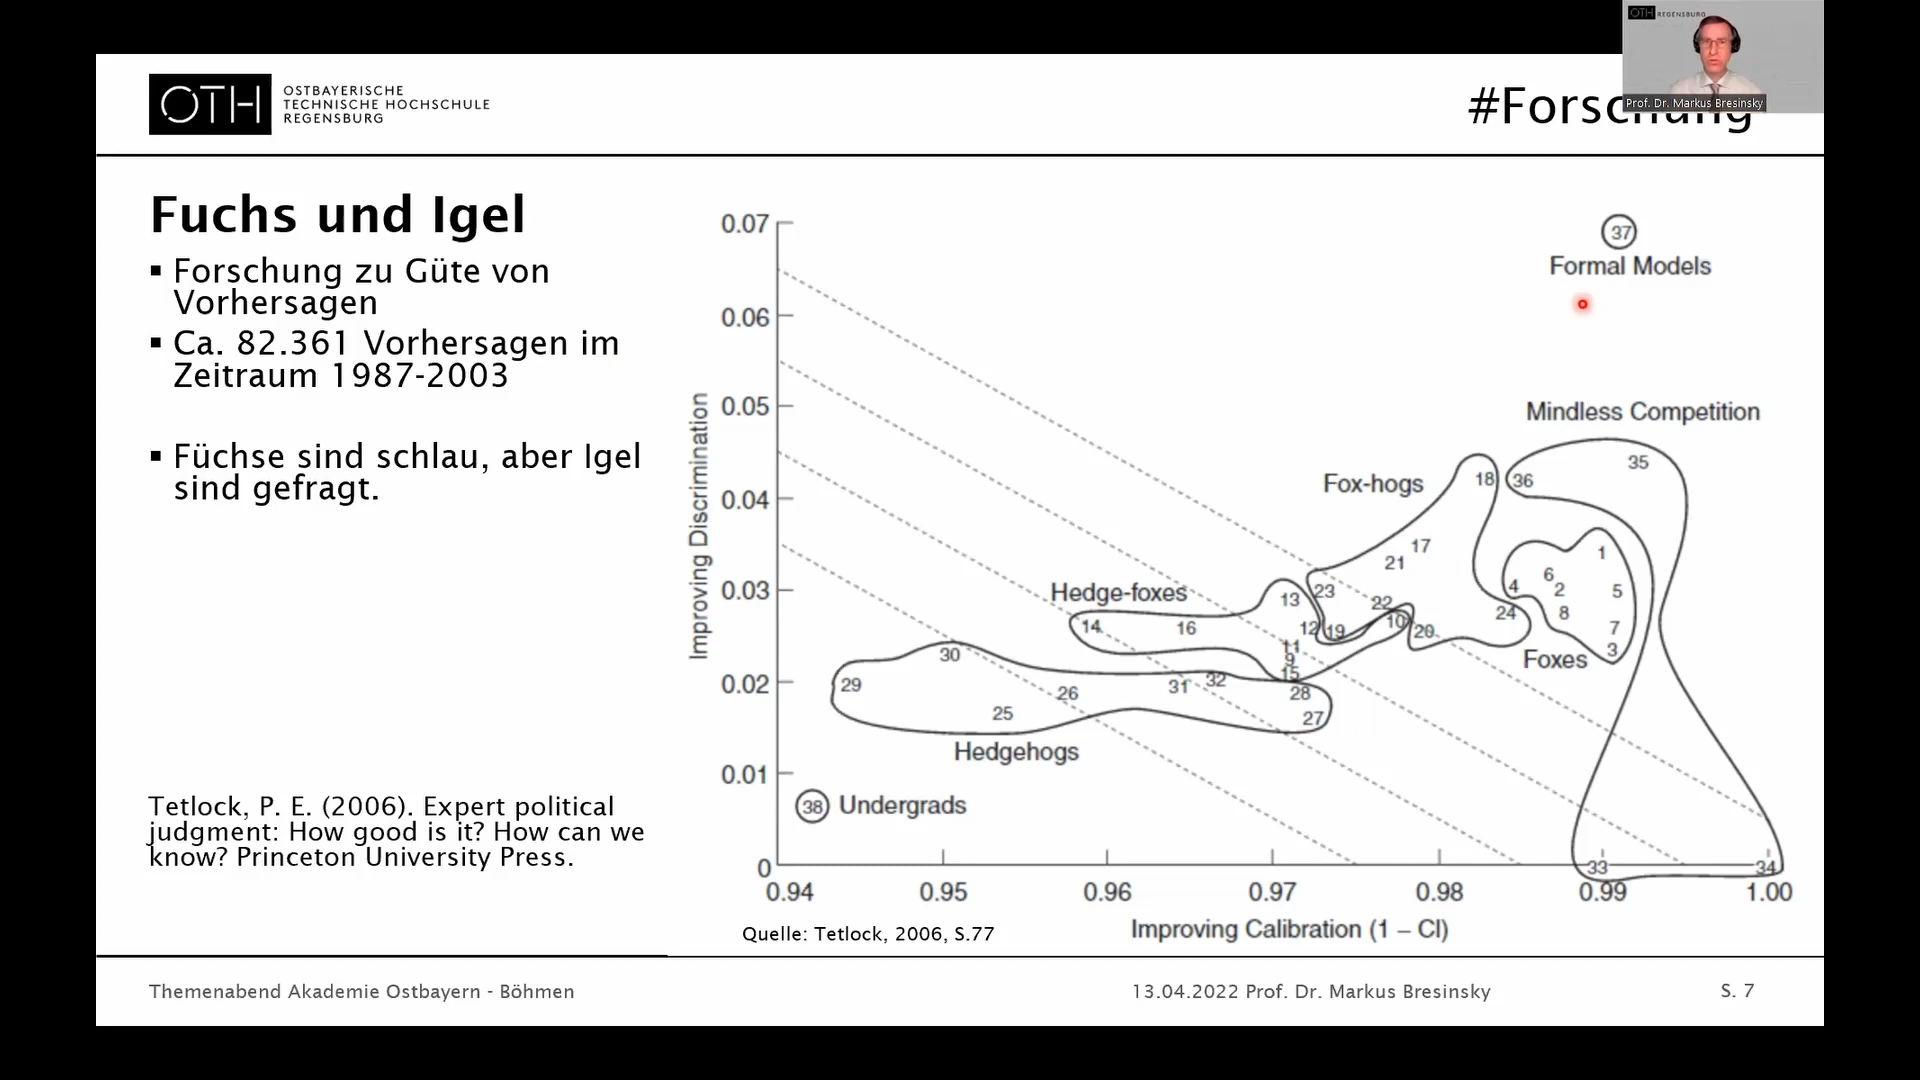 OTH REGENSBURG
Prof. Dr. Markus Bresinsky
OTH
OSTBAYERISCHE
TECHNISCHE HOCHSCHULE
REGENSBURG
#Forschung
Fuchs und Igel
▪ Forschung zu Güte von
Vorhersagen
▪ Ca. 82.361 Vorhersagen im
Zeitraum 1987-2003
▪ Füchse sind schlau, aber Igel
sind gefragt.
Tetlock, P. E. (2006). Expert political
judgment: How good is it? How can we
know? Princeton University Press.
Improving Discrimination
0.07
0.06
0.05
0.04
0.03
0.02
0.01
0
37
Formal Models
Mindless Competition
35
36
18
Fox-hogs
17
21
1
6
2
5
4
8
7
3
24
Foxes
23
22
10
20
19
12
Hedge-foxes
13
14
16
11
9
15
30
29
26
31
32
28
25
27
Hedgehogs
38 Undergrads
33
34
0.94
0.95
0.96
0.97
0.98
0.99
1.00
Improving Calibration (1 – CI)
Quelle: Tetlock, 2006, S.77
Themenabend Akademie Ostbayern - Böhmen
13.04.2022 Prof. Dr. Markus Bresinsky
S. 7